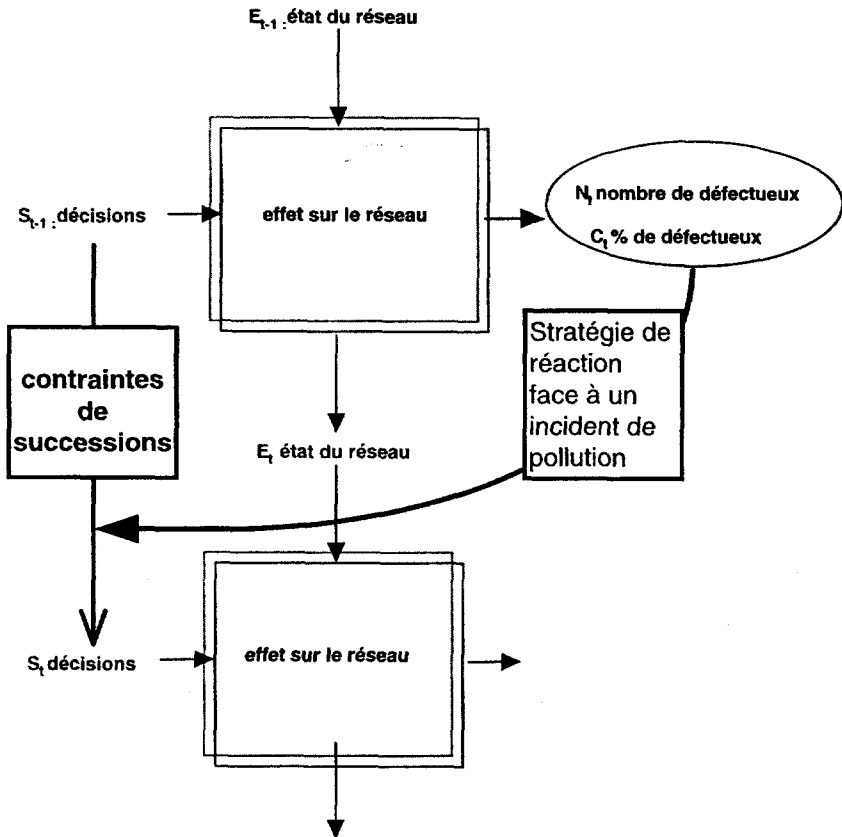 E_t-1 : état du réseau
S_t-1 : décisions
effet sur le réseau
N_t nombre de défectueux
C_t % de défectueux
contraintes
de
successions
Stratégie de
réaction
face à un
incident de
pollution
E_t état du réseau
S_t décisions
effet sur le réseau